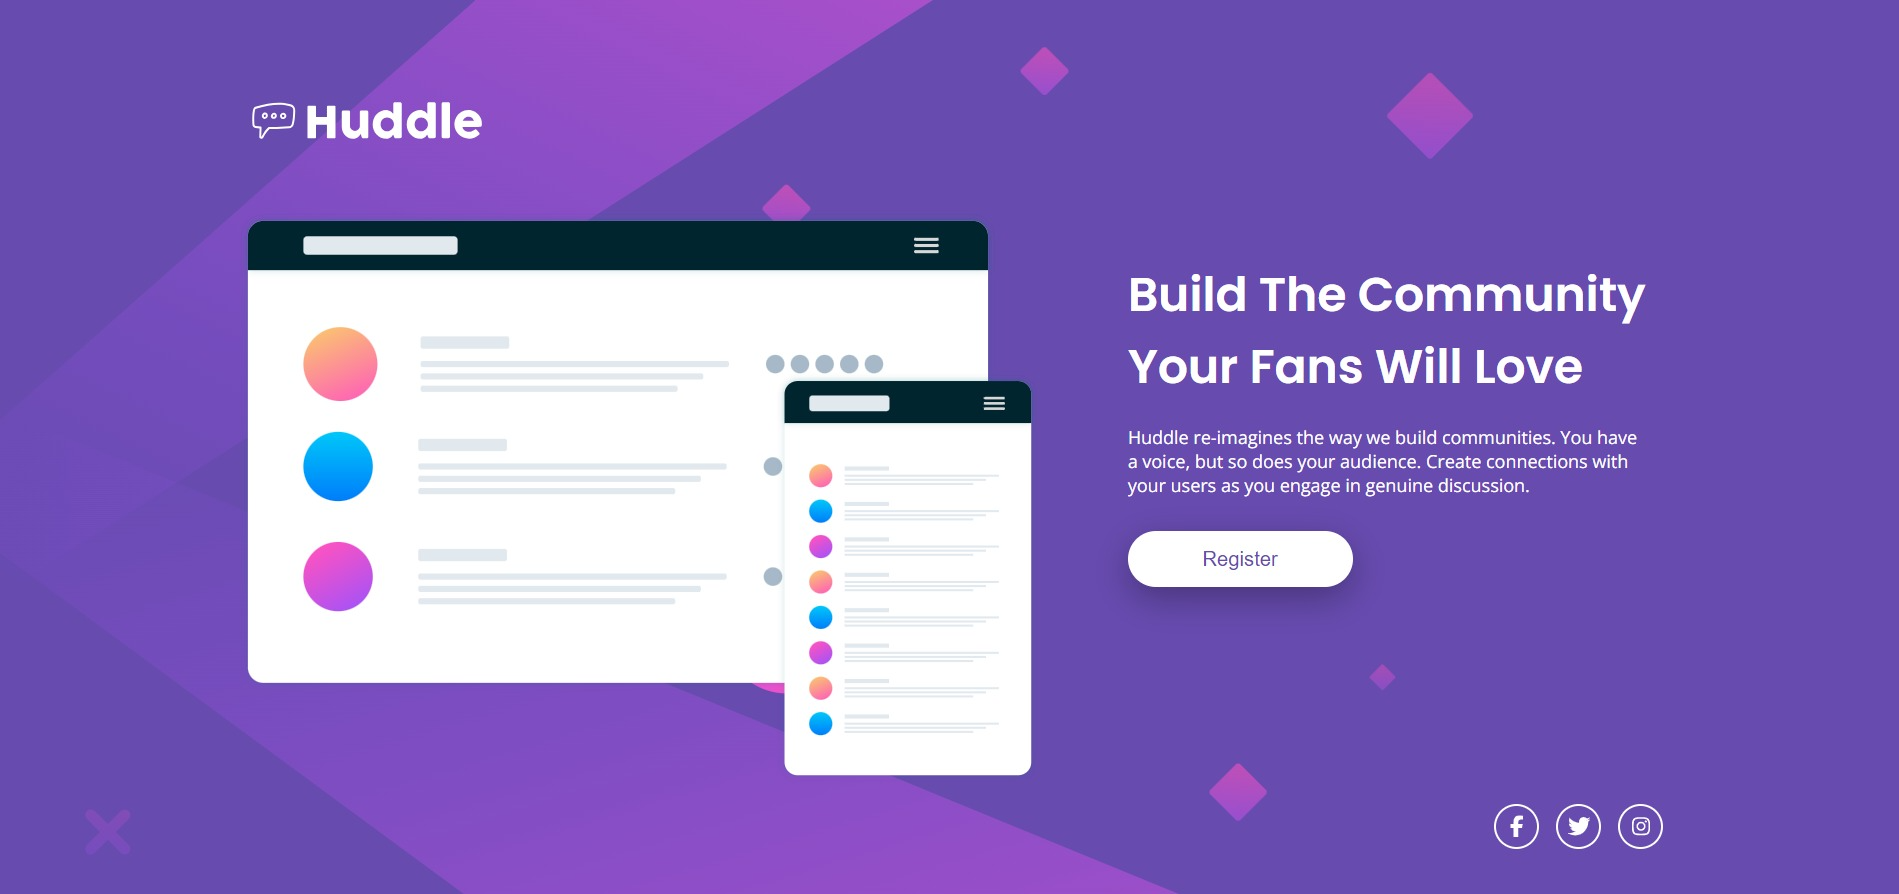 Huddle
Build The Community
Your Fans Will Love
Huddle re-imagines the way we build communities. You have
a voice, but so does your audience. Create connections with
your users as you engage in genuine discussion.
Register